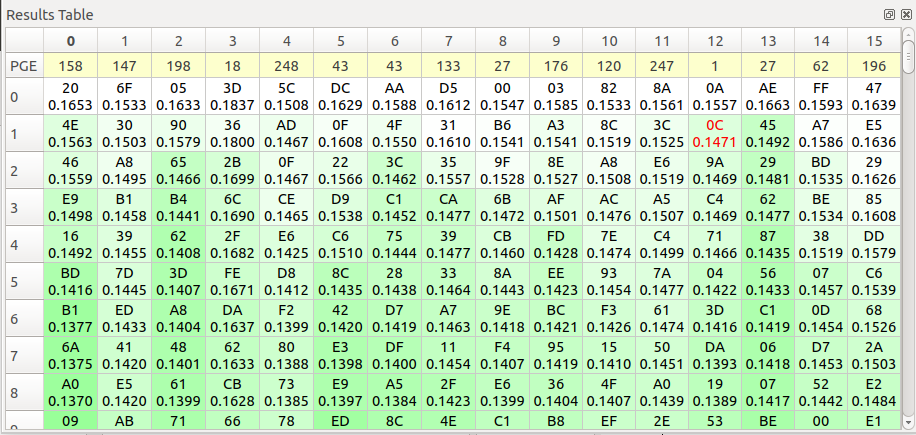 Results Table
0 1 2 3 4 5 6 7 8 9 10 11 12 13 14 15
PGE 158 147 198 18 248 43 43 133 27 176 120 247 1 27 62 196
0 20 6F 05 3D 5C DC AA D5 00 03 82 8A 0A AE FF 47
0.1653 0.1533 0.1633 0.1837 0.1508 0.1629 0.1588 0.1612 0.1547 0.1585 0.1533 0.1561 0.1557 0.1663 0.1593 0.1639
1 4E 30 90 36 AD 0F 4F 31 B6 A3 8C 3C 0C 45 A7 E5
0.1563 0.1503 0.1579 0.1800 0.1467 0.1608 0.1550 0.1610 0.1541 0.1541 0.1519 0.1525 0.1471 0.1492 0.1586 0.1636
2 46 A8 65 2B 0F 22 3C 35 9F 8E A8 E6 9A 29 BD 29
0.1559 0.1495 0.1466 0.1699 0.1467 0.1566 0.1462 0.1557 0.1528 0.1527 0.1508 0.1519 0.1469 0.1481 0.1535 0.1626
3 E9 B1 B4 6C CE D9 C1 CA 6B AF AC A5 C4 62 BE 85
0.1498 0.1458 0.1441 0.1690 0.1465 0.1538 0.1452 0.1477 0.1472 0.1501 0.1476 0.1507 0.1469 0.1477 0.1534 0.1608
4 16 39 62 2F E6 C6 75 39 CB FD 7E C4 71 87 38 DD
0.1492 0.1455 0.1408 0.1682 0.1425 0.1510 0.1444 0.1477 0.1460 0.1428 0.1474 0.1499 0.1466 0.1435 0.1519 0.1579
5 BD 7D 3D FE D8 8C 28 33 8A EE 93 7A 04 56 07 C6
0.1416 0.1445 0.1407 0.1671 0.1412 0.1435 0.1438 0.1464 0.1443 0.1423 0.1454 0.1477 0.1422 0.1433 0.1457 0.1539
6 B1 ED A8 DA F2 42 D7 A7 9E BC F3 61 3D C1 0D 68
0.1377 0.1433 0.1404 0.1637 0.1399 0.1420 0.1419 0.1463 0.1418 0.1421 0.1426 0.1474 0.1416 0.1419 0.1454 0.1526
7 6A 41 48 62 80 E3 DF 11 F4 95 15 50 DA 06 D7 2A
0.1375 0.1420 0.1401 0.1633 0.1388 0.1398 0.1400 0.1454 0.1407 0.1419 0.1410 0.1451 0.1393 0.1418 0.1453 0.1503
8 A0 E5 61 CB 73 E9 A5 2F E6 36 4F A0 19 07 52 E2
0.1370 0.1420 0.1399 0.1628 0.1385 0.1397 0.1384 0.1423 0.1399 0.1404 0.1407 0.1439 0.1389 0.1417 0.1442 0.1484
09 AB 71 66 78 ED 8C 4E C1 B8 EF 2E 53 BE 00 E1